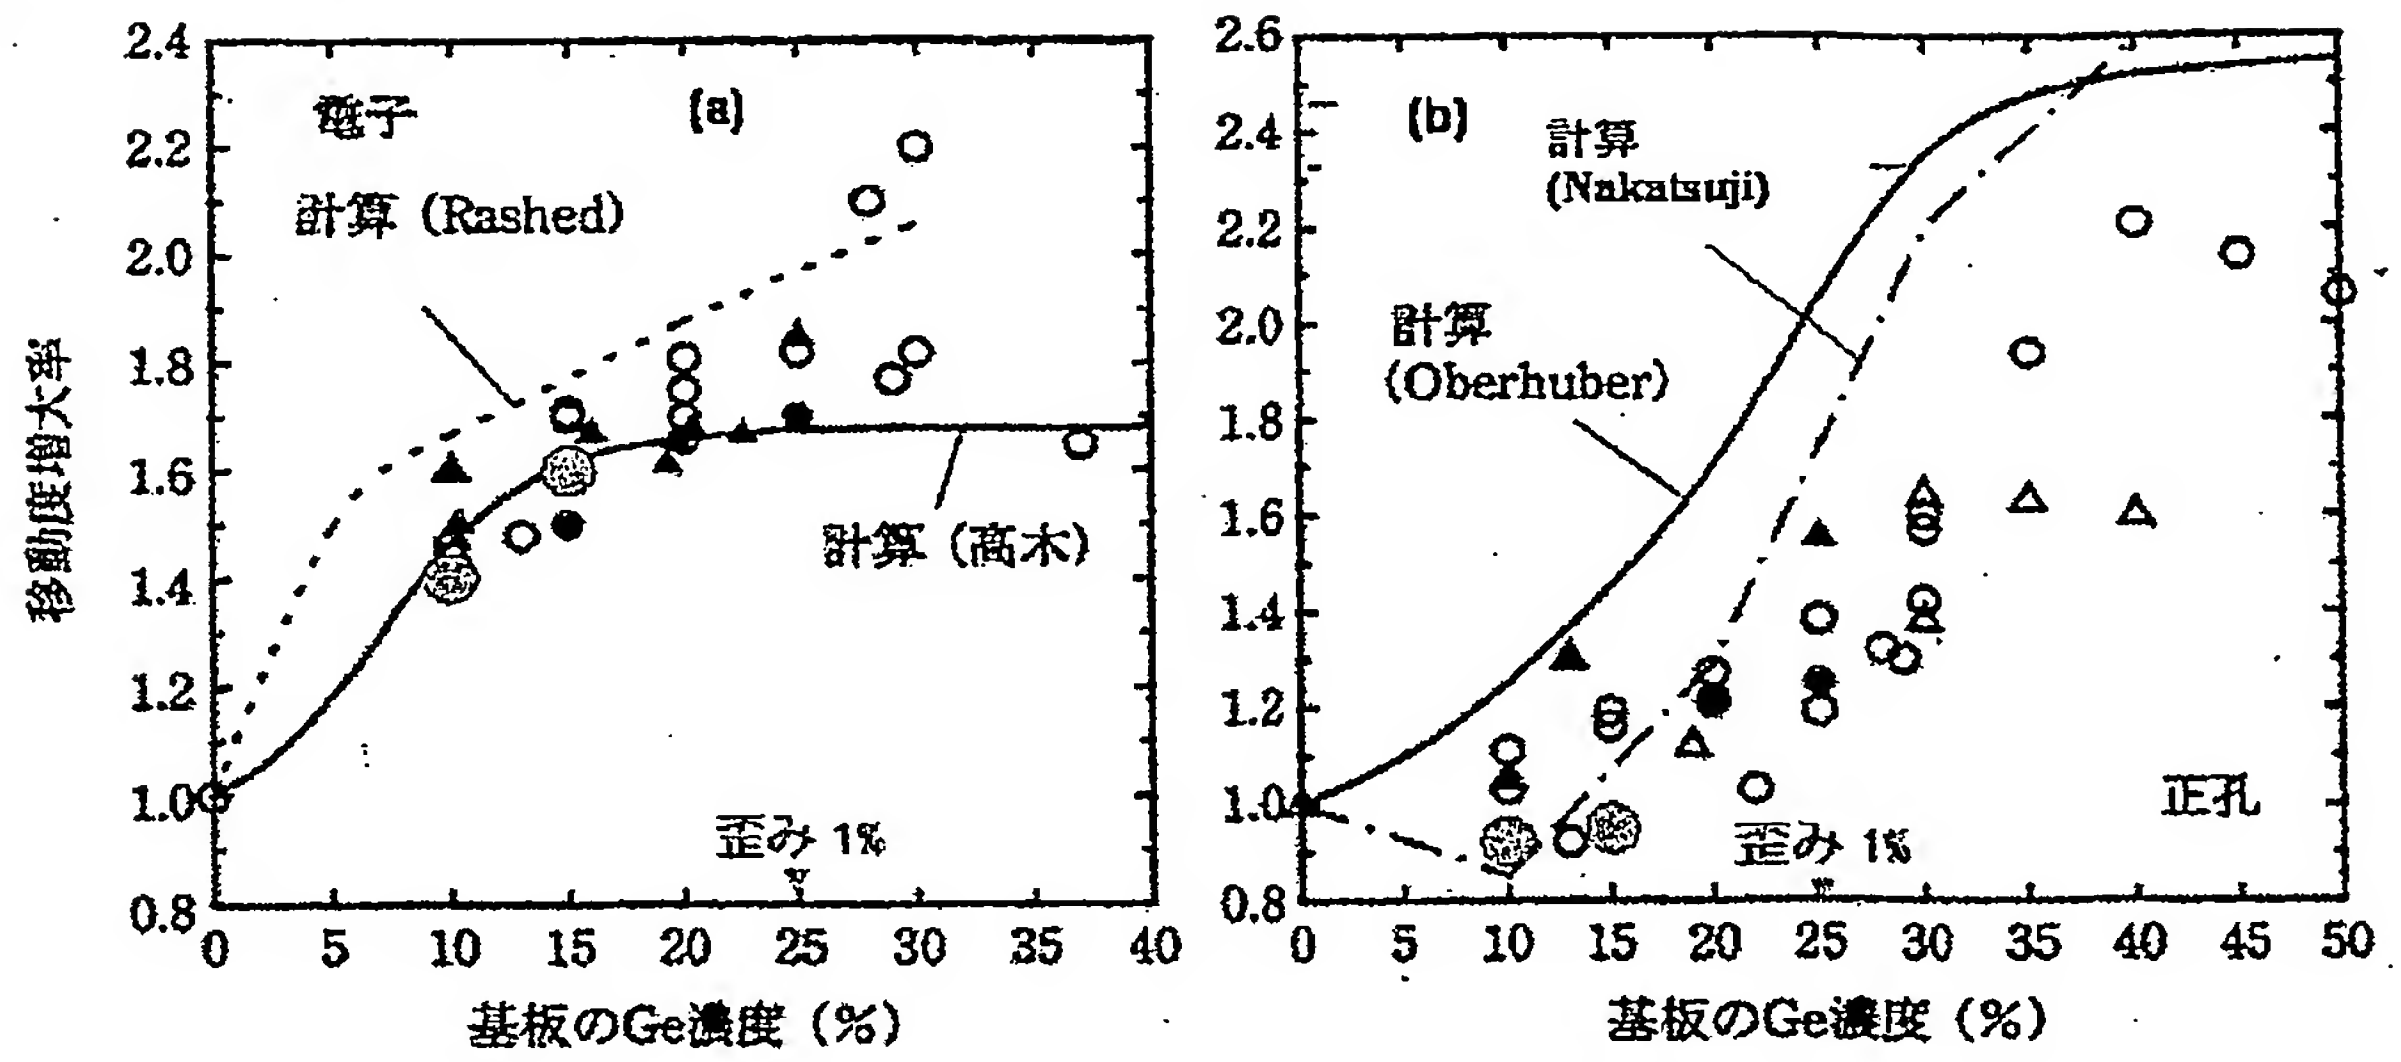 移動度増大率
2.4
2.2
2.0
1.8
1.6
1.4
1.2
1.0
0.8
電子
(a)
計算 (Rashed)
計算 (高木)
歪み 1%
0 5 10 15 20 25 30 35 40
基板のGe濃度 (%)
2.6
2.4
2.2
2.0
1.8
1.6
1.4
1.2
1.0
0.8
(b)
計算
(Nakatsuji)
計算
(Oberhuber)
正孔
歪み 1%
0 5 10 15 20 25 30 35 40 45 50
基板のGe濃度 (%)